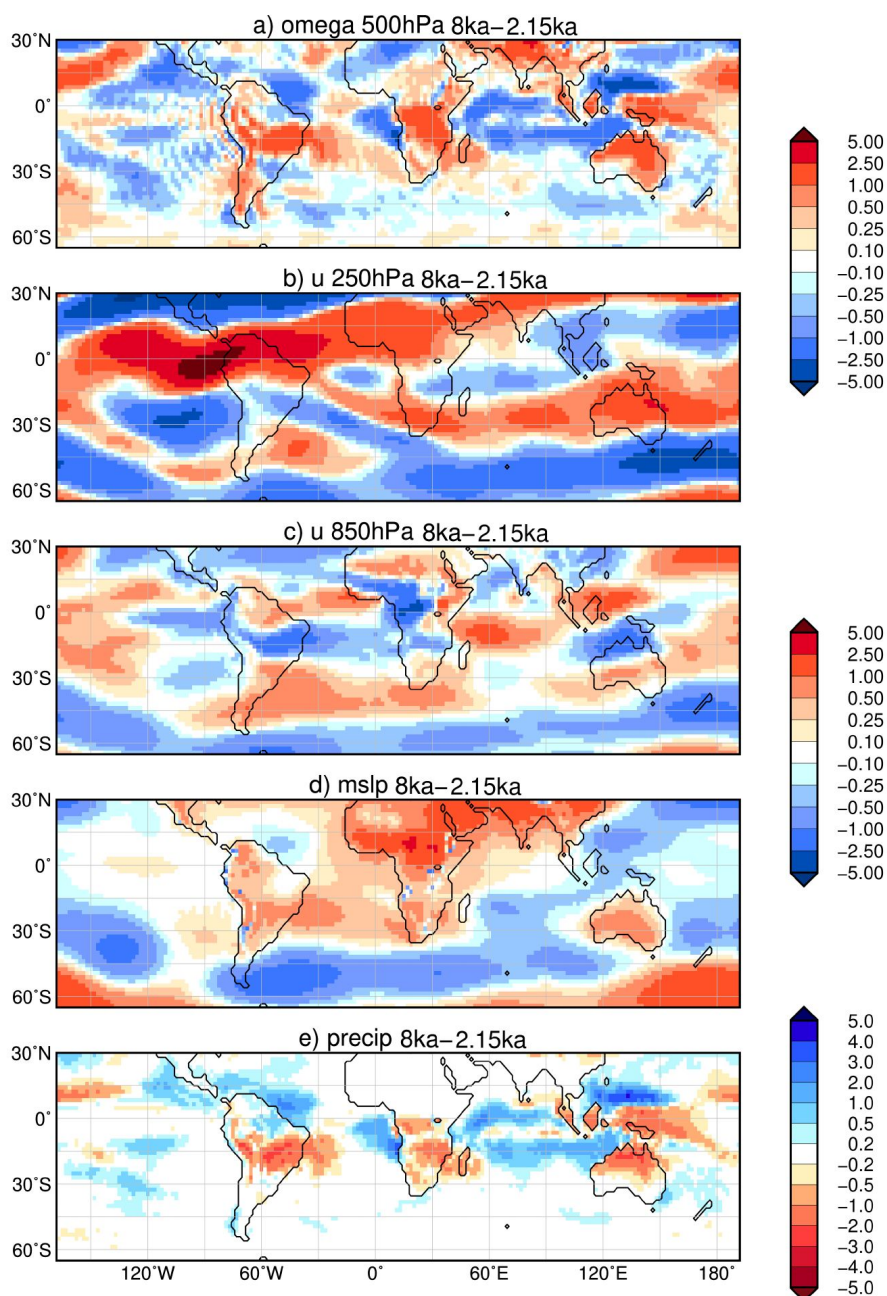 a) omega 500hPa 8ka−2.15ka
30˚N
0˚
30˚S
60˚S
5.00
2.50
1.00
0.50
0.25
0.10
−0.10
−0.25
−0.50
−1.00
−2.50
−5.00
b) u 250hPa 8ka−2.15ka
30˚N
0˚
30˚S
60˚S
c) u 850hPa 8ka−2.15ka
30˚N
0˚
30˚S
60˚S
5.00
2.50
1.00
0.50
0.25
0.10
−0.10
−0.25
−0.50
−1.00
−2.50
−5.00
d) mslp 8ka−2.15ka
30˚N
0˚
30˚S
60˚S
e) precip 8ka−2.15ka
30˚N
0˚
30˚S
60˚S
5.0
4.0
3.0
2.0
1.0
0.5
0.2
−0.2
−0.5
−1.0
−2.0
−3.0
−4.0
−5.0
120˚W 60˚W 0˚ 60˚E 120˚E 180˚